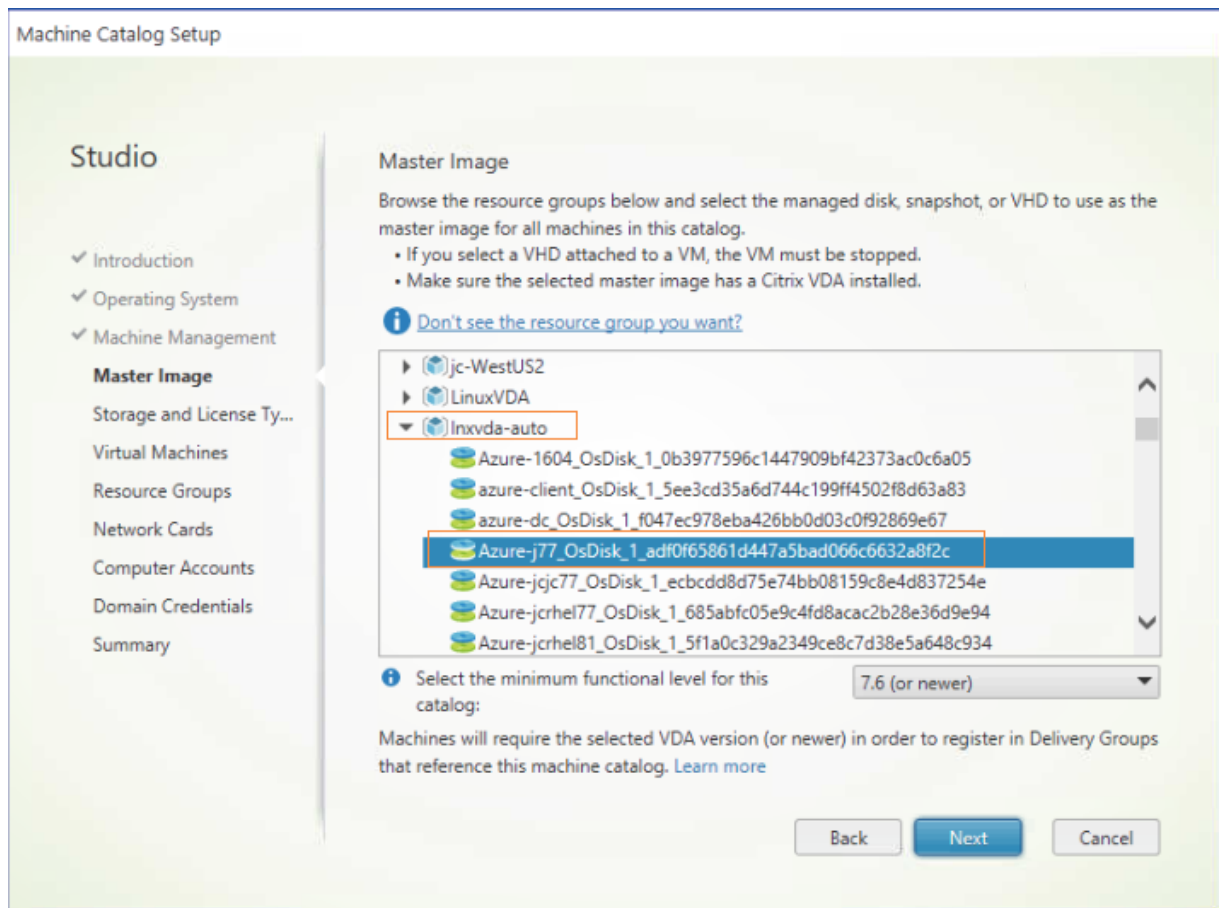 Machine Catalog Setup
Studio
Introduction
Operating System
Machine Management
Master Image
Storage and License Ty...
Virtual Machines
Resource Groups
Network Cards
Computer Accounts
Domain Credentials
Summary
Master Image
Browse the resource groups below and select the managed disk, snapshot, or VHD to use as the
master image for all machines in this catalog.
• If you select a VHD attached to a VM, the VM must be stopped.
• Make sure the selected master image has a Citrix VDA installed.
Don't see the resource group you want?
jc-WestUS2
LinuxVDA
lnxvda-auto
Azure-1604_OsDisk_1_0b3977596c1447909bf42373ac0c6a05
azure-client_OsDisk_1_5ee3cd35a6d744c199ff4502f8d63a83
azure-dc_OsDisk_1_f047ec978eba426bb0d03c0f92869e67
Azure-j77_OsDisk_1_adf0f65861d447a5bad066c6632a8f2c
Azure-jcjc77_OsDisk_1_ecbcdd8d75e74bb08159c8e4d837254e
Azure-jcrhel77_OsDisk_1_685abfc05e9c4fd8acac2b28e36d9e94
Azure-jcrhel81_OsDisk_1_5f1a0c329a2349ce8c7d38e5a648c934
Select the minimum functional level for this
catalog:
7.6 (or newer)
Machines will require the selected VDA version (or newer) in order to register in Delivery Groups
that reference this machine catalog. Learn more
Back
Next
Cancel